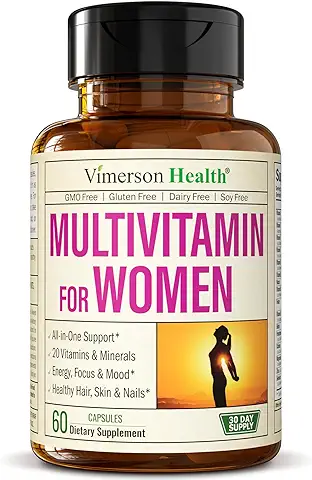 Vimerson Health®
GMO Free | Gluten Free | Dairy Free | Soy Free
MULTIVITAMIN
FOR WOMEN
✓ All-in-One Support*
✓ 20 Vitamins & Minerals
✓ Energy, Focus & Mood*
✓ Healthy Hair, Skin & Nails*
60 CAPSULES
Dietary Supplement
30 DAY
SUPPLY